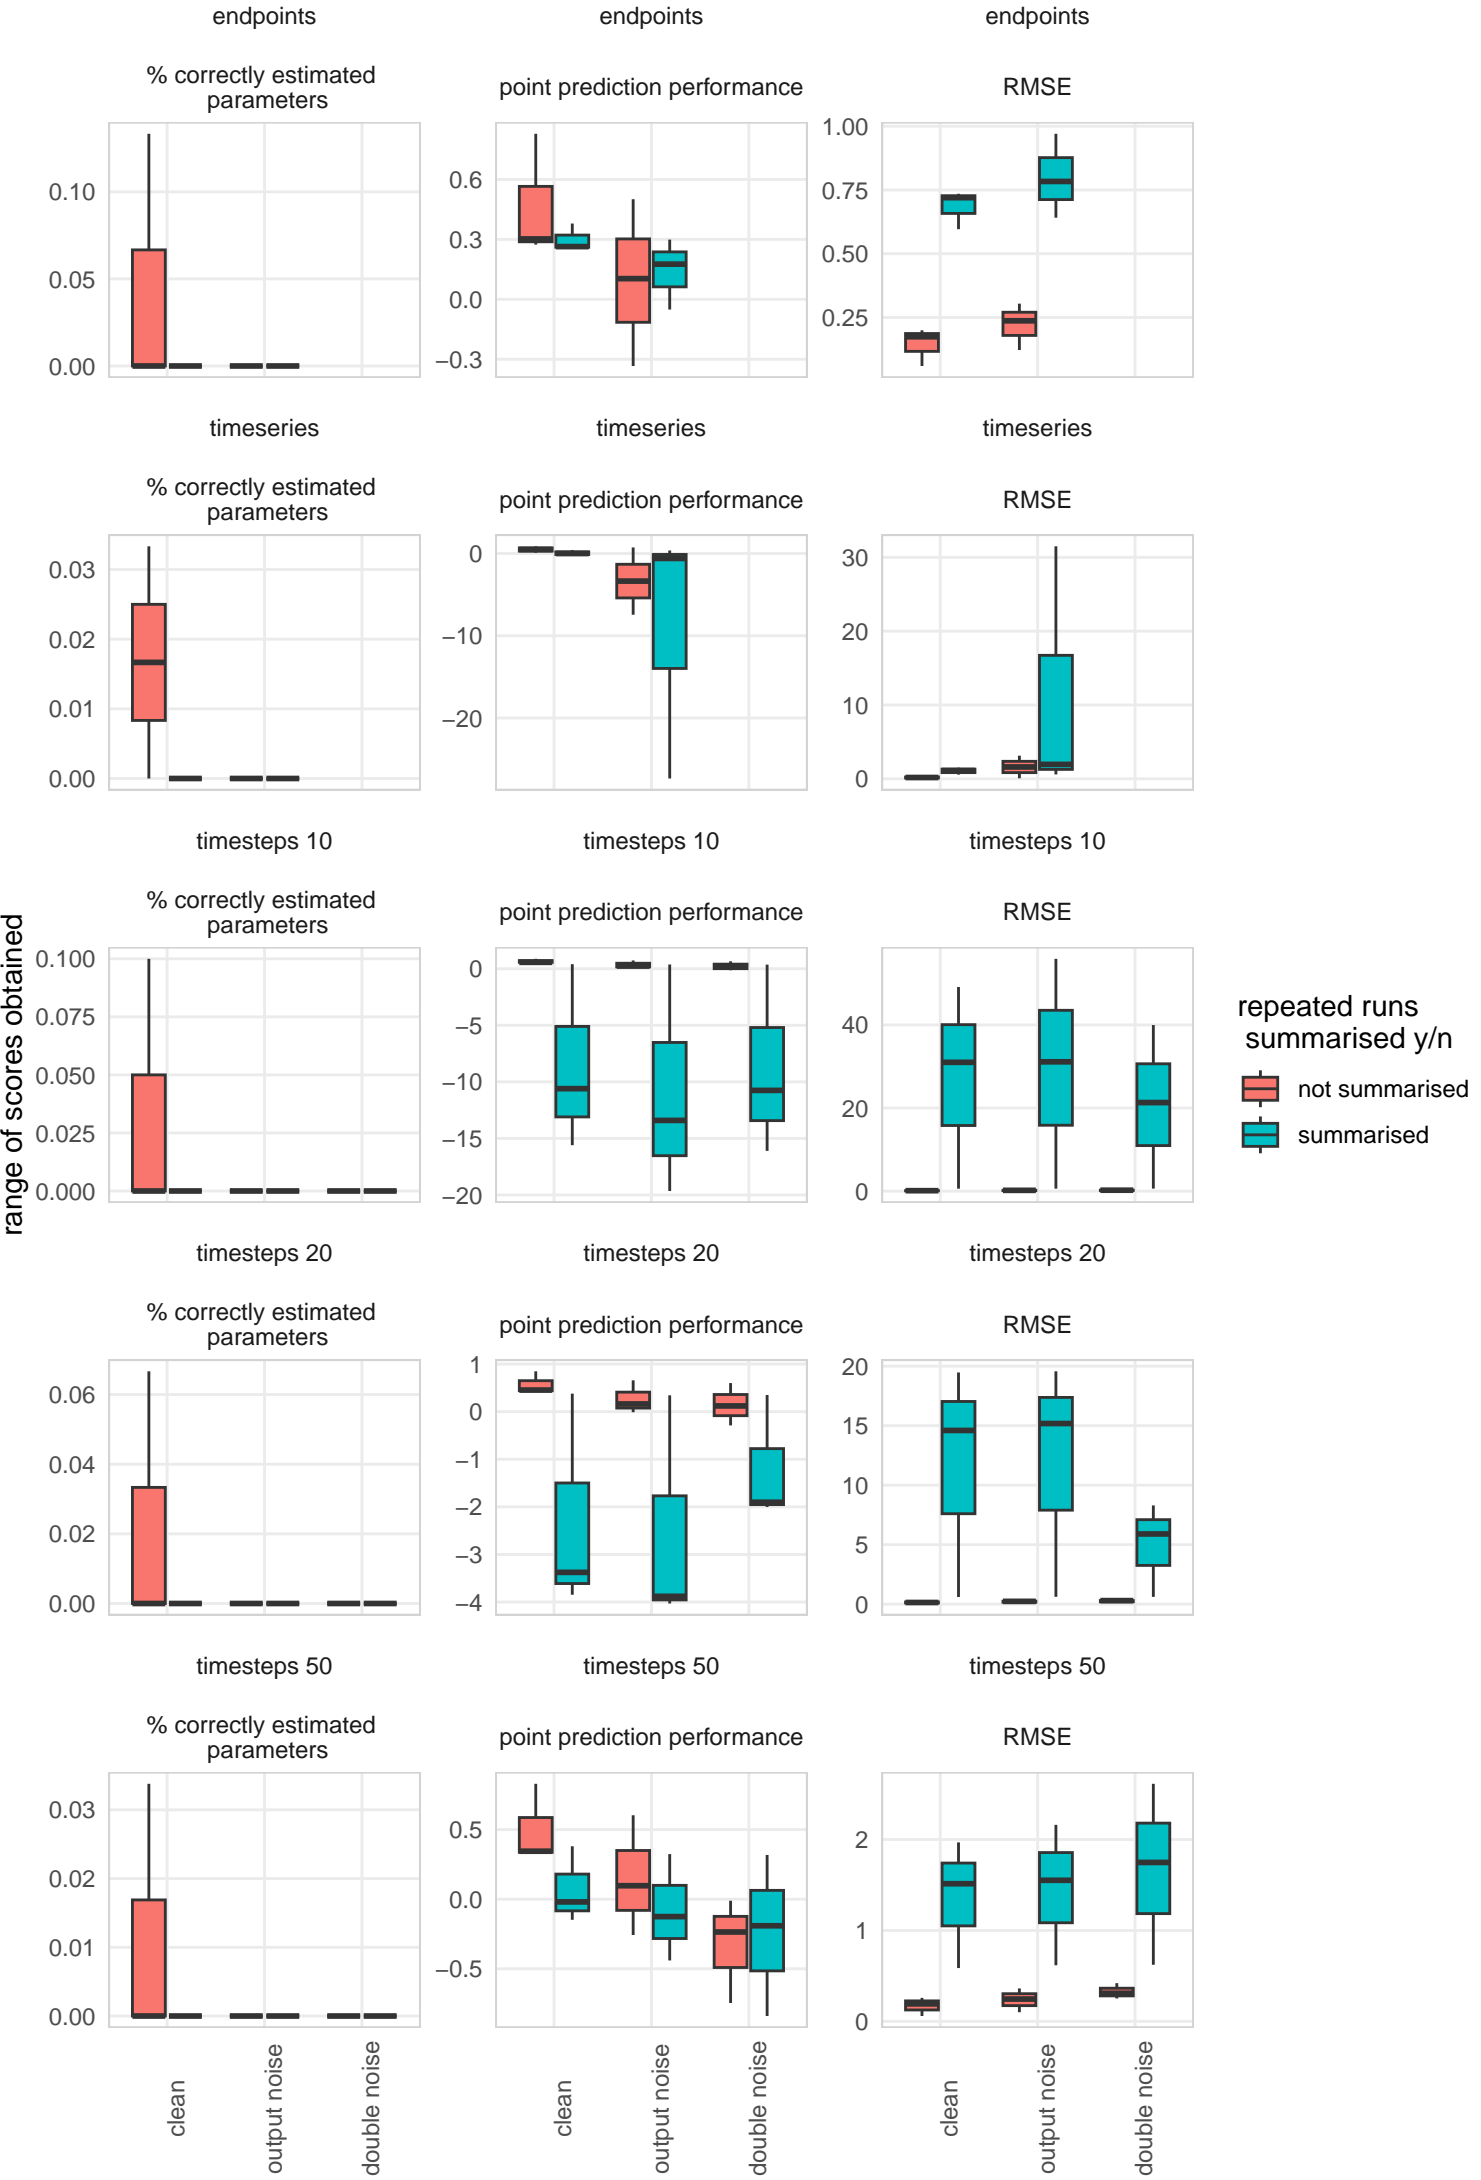 endpoints
endpoints
endpoints
% correctly estimated
parameters
point prediction performance
RMSE
0.10
0.05
0.00
0.6
0.3
0.0
−0.3
1.00
0.75
0.50
0.25
timeseries
timeseries
timeseries
% correctly estimated
parameters
point prediction performance
RMSE
0.03
0.02
0.01
0.00
0
−10
−20
30
20
10
0
timesteps 10
timesteps 10
timesteps 10
% correctly estimated
parameters
point prediction performance
RMSE
0.100
0.075
0.050
0.025
0.000
0
−5
−10
−15
−20
40
20
0
timesteps 20
timesteps 20
timesteps 20
% correctly estimated
parameters
point prediction performance
RMSE
0.06
0.04
0.02
0.00
1
0
−1
−2
−3
−4
20
15
10
5
0
timesteps 50
timesteps 50
timesteps 50
% correctly estimated
parameters
point prediction performance
RMSE
0.03
0.02
0.01
0.00
0.5
0.0
−0.5
2
1
0
clean
output noise
double noise
clean
output noise
double noise
clean
output noise
double noise
range of scores obtained
repeated runs
summarised y/n
not summarised
summarised